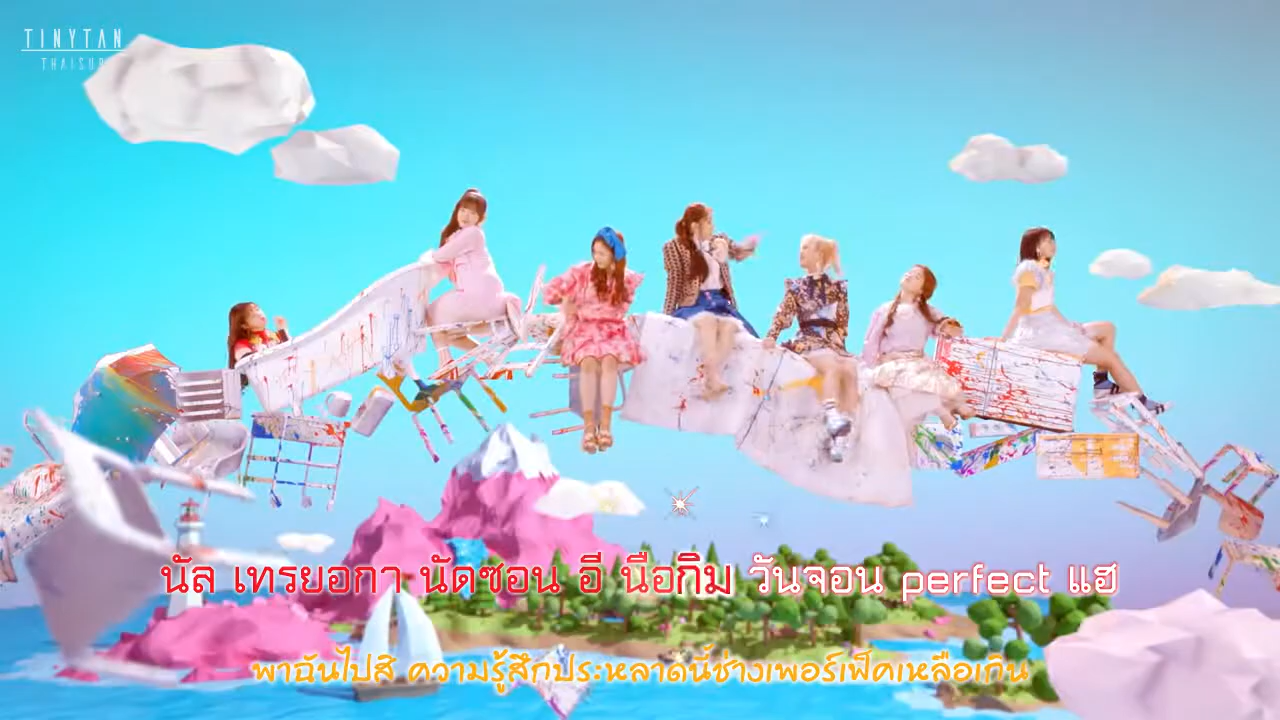 TINYTAN
THAISUB
นัล เทรยอกา นัดซอน อี นือกิม วันจอน perfect แฮ
พาฉันไปสิ ความรู้สึกประหลาดนี้ช่างเพอร์เฟ็คเหลือเกิน